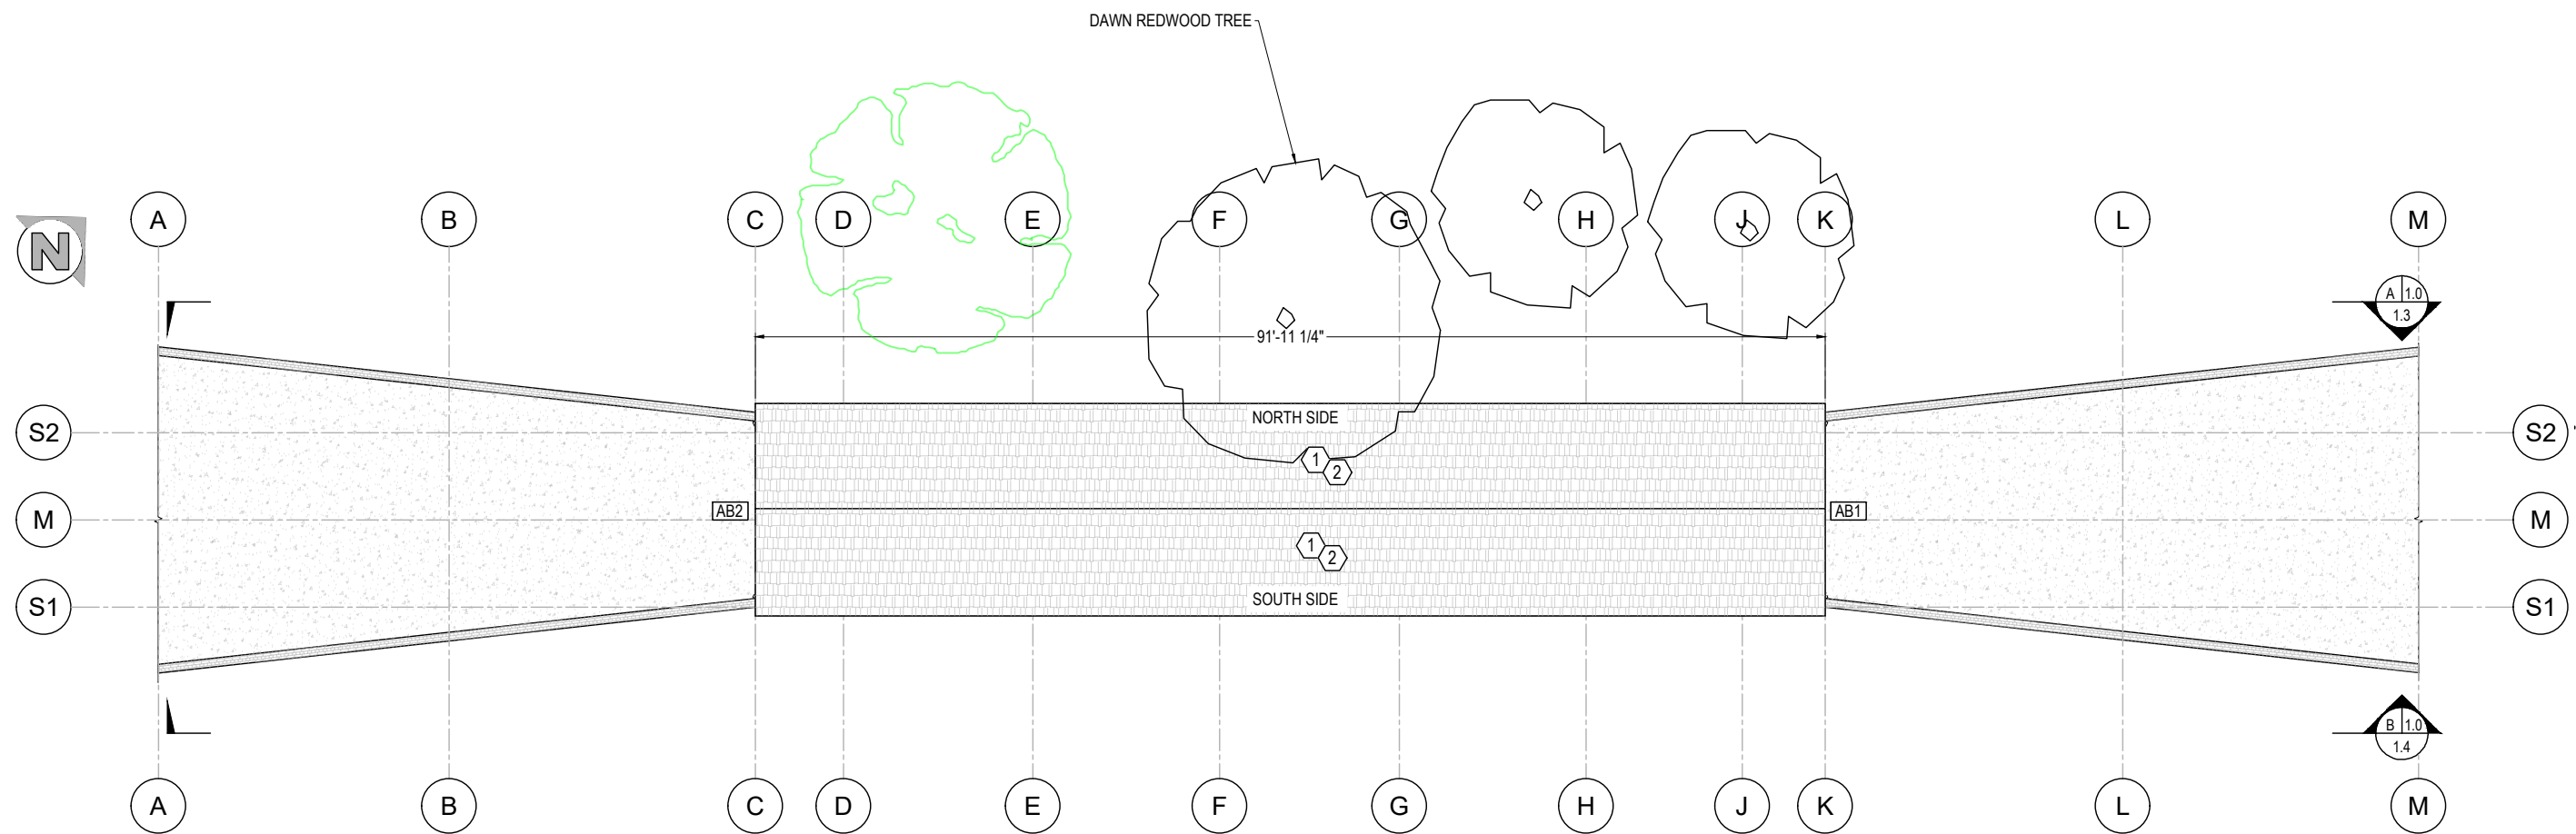 DAWN REDWOOD TREE
A B C D E F G H J K L M
N
A 1.0
1.3
91'-11 1/4"
NORTH SIDE
S2 S2
1
2
AB2 AB1
M M
1
2
SOUTH SIDE
S1 S1
B 1.0
1.4
A B C D E F G H J K L M